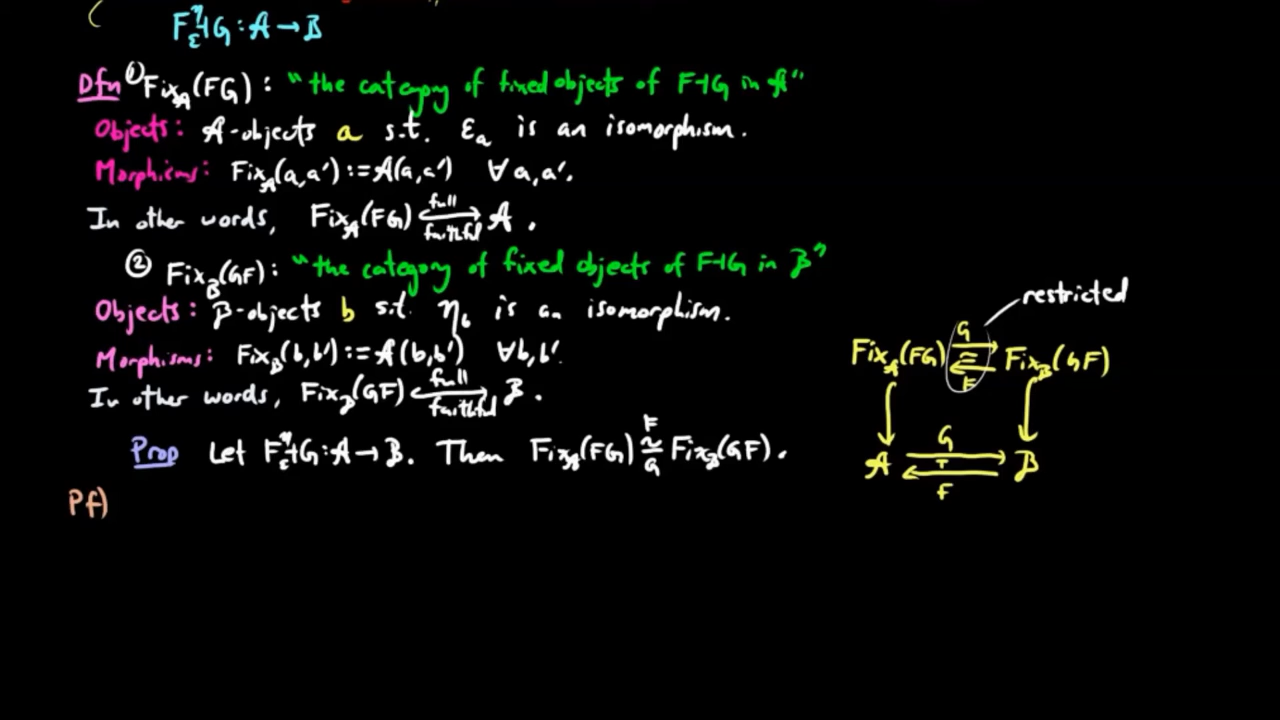 F ⊣ G : A → B
η
ε
Dfn ① Fix_A(FG) : "the category of fixed objects of F⊣G in A"
Objects: A-objects a s.t. ε_a is an isomorphism.
Morphisms: Fix_A(a,a') := A(a,a') ∀ a,a'.
In other words, Fix_A(FG) full faithful A .
② Fix_B(GF) : "the category of fixed objects of F⊣G in B"
Objects: B-objects b s.t. η_b is an isomorphism.
Morphisms: Fix_B(b,b') := A(b,b') ∀b,b'.
In other words, Fix_B(GF) full faithful B .
Prop Let F ⊣ G : A → B. Then Fix_A(FG) ≃ Fix_B(GF) .
η
ε
F
G
Pf)
restricted
G
Fix_A(FG) ≅ Fix_B(GF)
F
G
A ⊤ B
F